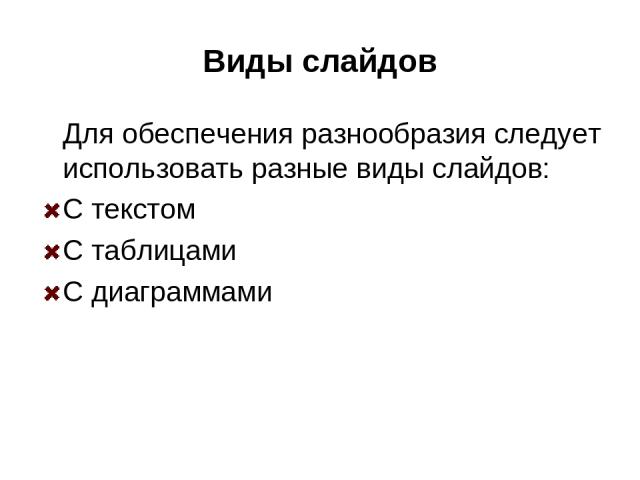 Виды слайдов
Для обеспечения разнообразия следует
использовать разные виды слайдов:
С текстом
С таблицами
С диаграммами